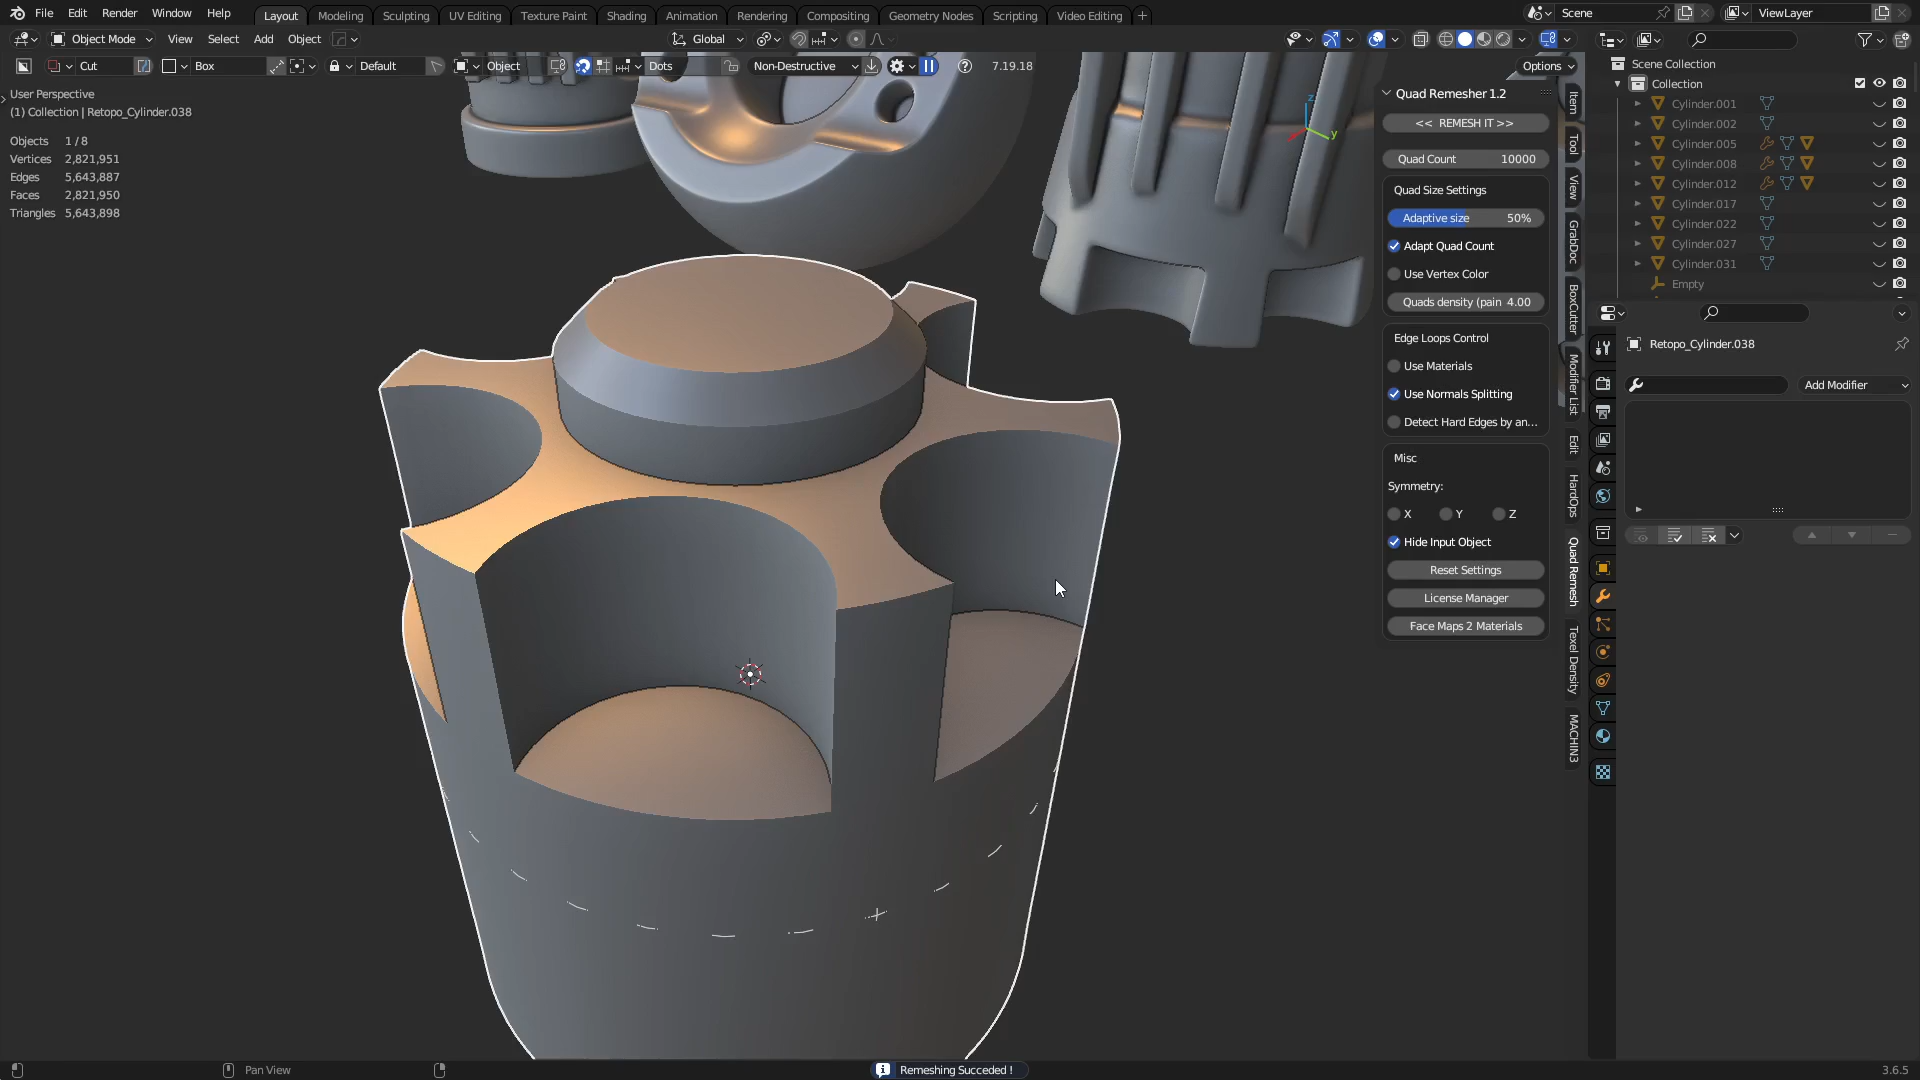 File Edit Render Window Help Layout Modeling Sculpting UV Editing Texture Paint Shading Animation Rendering Compositing Geometry Nodes Scripting Video Editing + Scene ViewLayer
Object Mode View Select Add Object Global
Cut Box Default Object Dots Non-Destructive 7.19.18 Options
User Perspective
(1) Collection | Retopo_Cylinder.038
Objects 1 / 8
Vertices 2,821,951
Edges 5,643,887
Faces 2,821,950
Triangles 5,643,898
z
y
Quad Remesher 1.2
<< REMESH IT >>
Quad Count 10000
Quad Size Settings
Adaptive size 50%
Adapt Quad Count
Use Vertex Color
Quads density (pain 4.00
Edge Loops Control
Use Materials
Use Normals Splitting
Detect Hard Edges by an...
Misc
Symmetry:
X Y Z
Hide Input Object
Reset Settings
License Manager
Face Maps 2 Materials
Item
Tool
View
GrabDoc
BoxCutter
Modifier List
Edit
HardOps
Quad Remesh
Texel Density
MACHIN3
Scene Collection
Collection
Cylinder.001
Cylinder.002
Cylinder.005
Cylinder.008
Cylinder.012
Cylinder.017
Cylinder.022
Cylinder.027
Cylinder.031
Empty
Retopo_Cylinder.038
Add Modifier
Pan View
Remeshing Succeded !
3.6.5